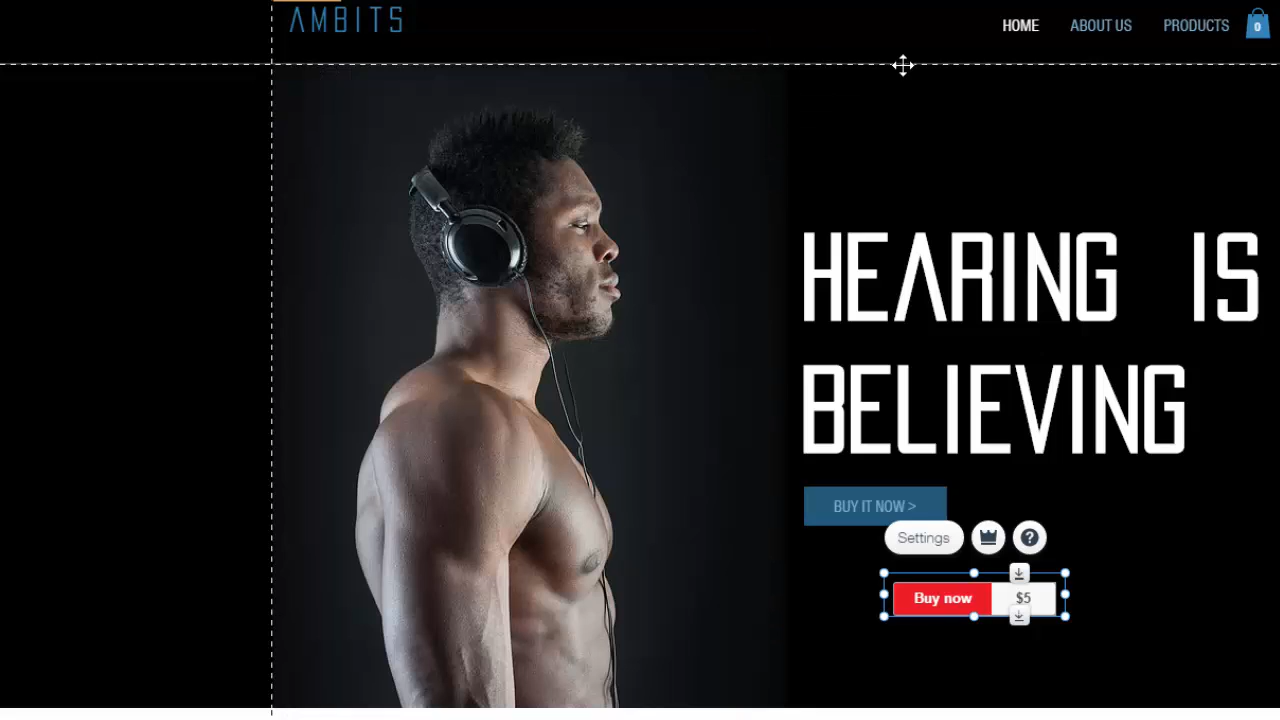 AMBITS
HOME ABOUT US PRODUCTS 0
HEARING IS
BELIEVING
BUY IT NOW >
Settings ?
Buy now $5